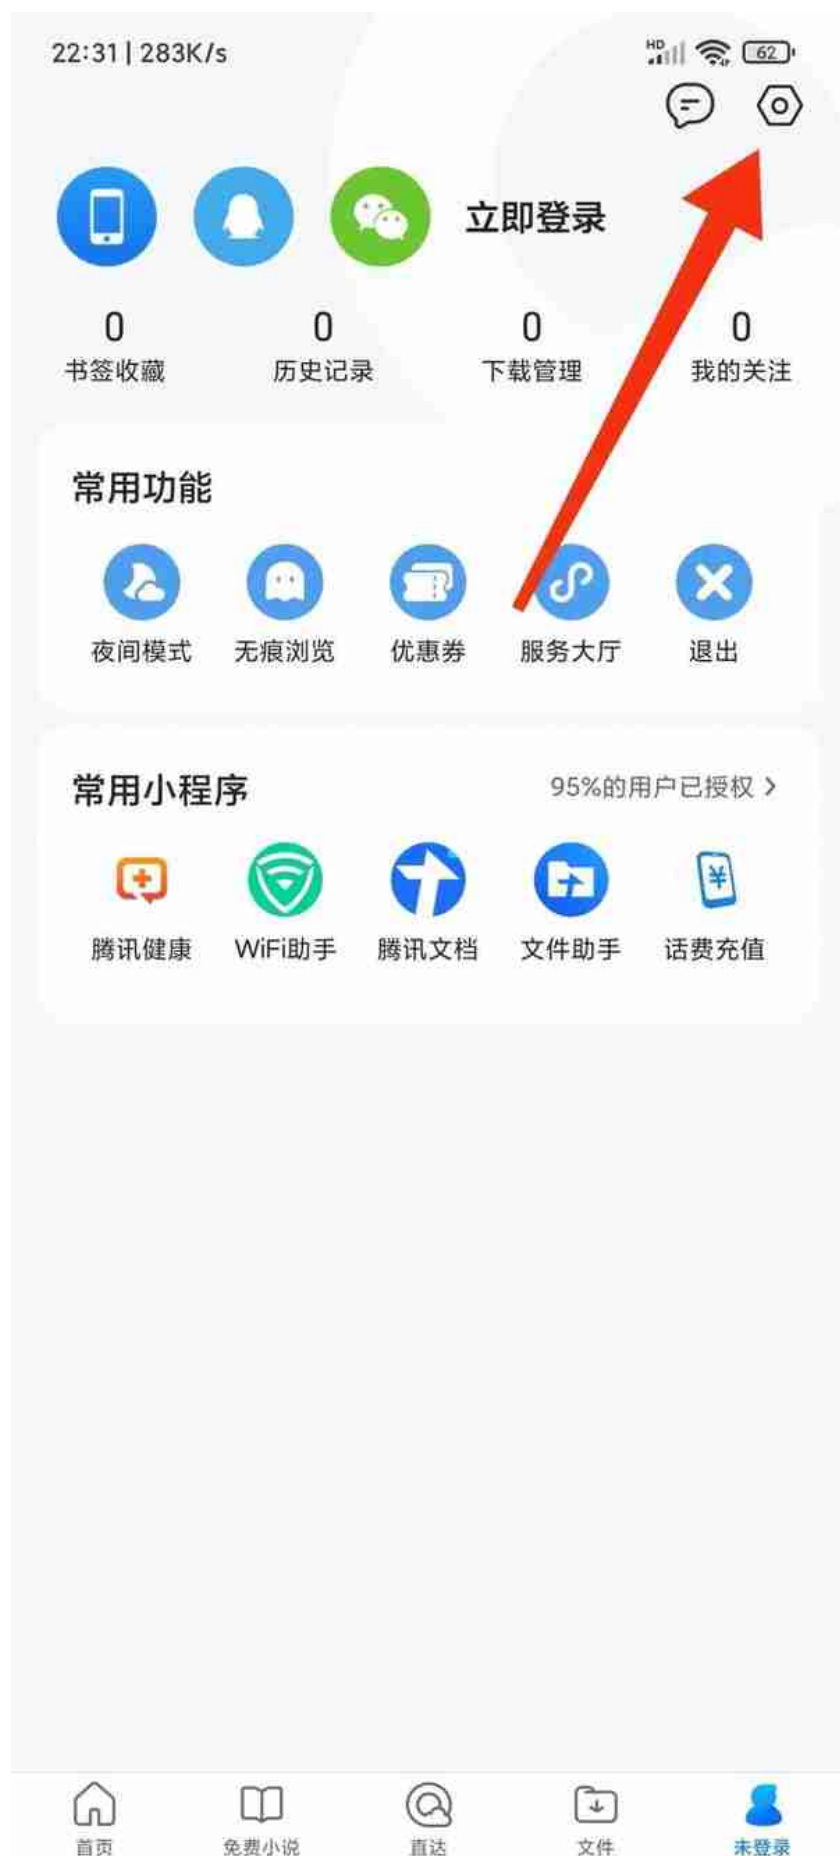 22:31 | 283K/s
HD
62
立即登录
0
0
0
0
书签收藏
历史记录
下载管理
我的关注
常用功能
夜间模式
无痕浏览
优惠券
服务大厅
退出
常用小程序
95%的用户已授权
腾讯健康
WiFi助手
腾讯文档
文件助手
话费充值
首页
免费小说
直达
文件
未登录